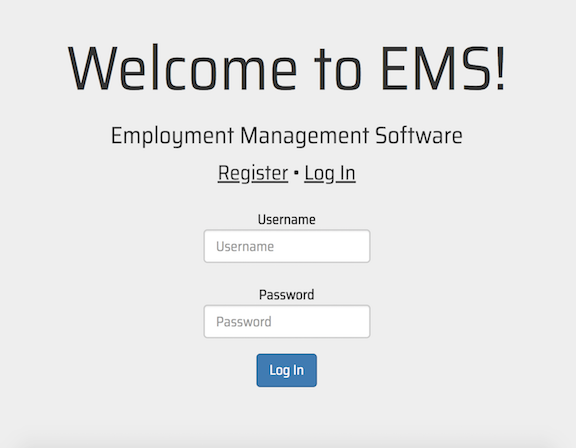 Welcome to EMS!
Employment Management Software
Register • Log In
Username
Username
Password
Password
Log In